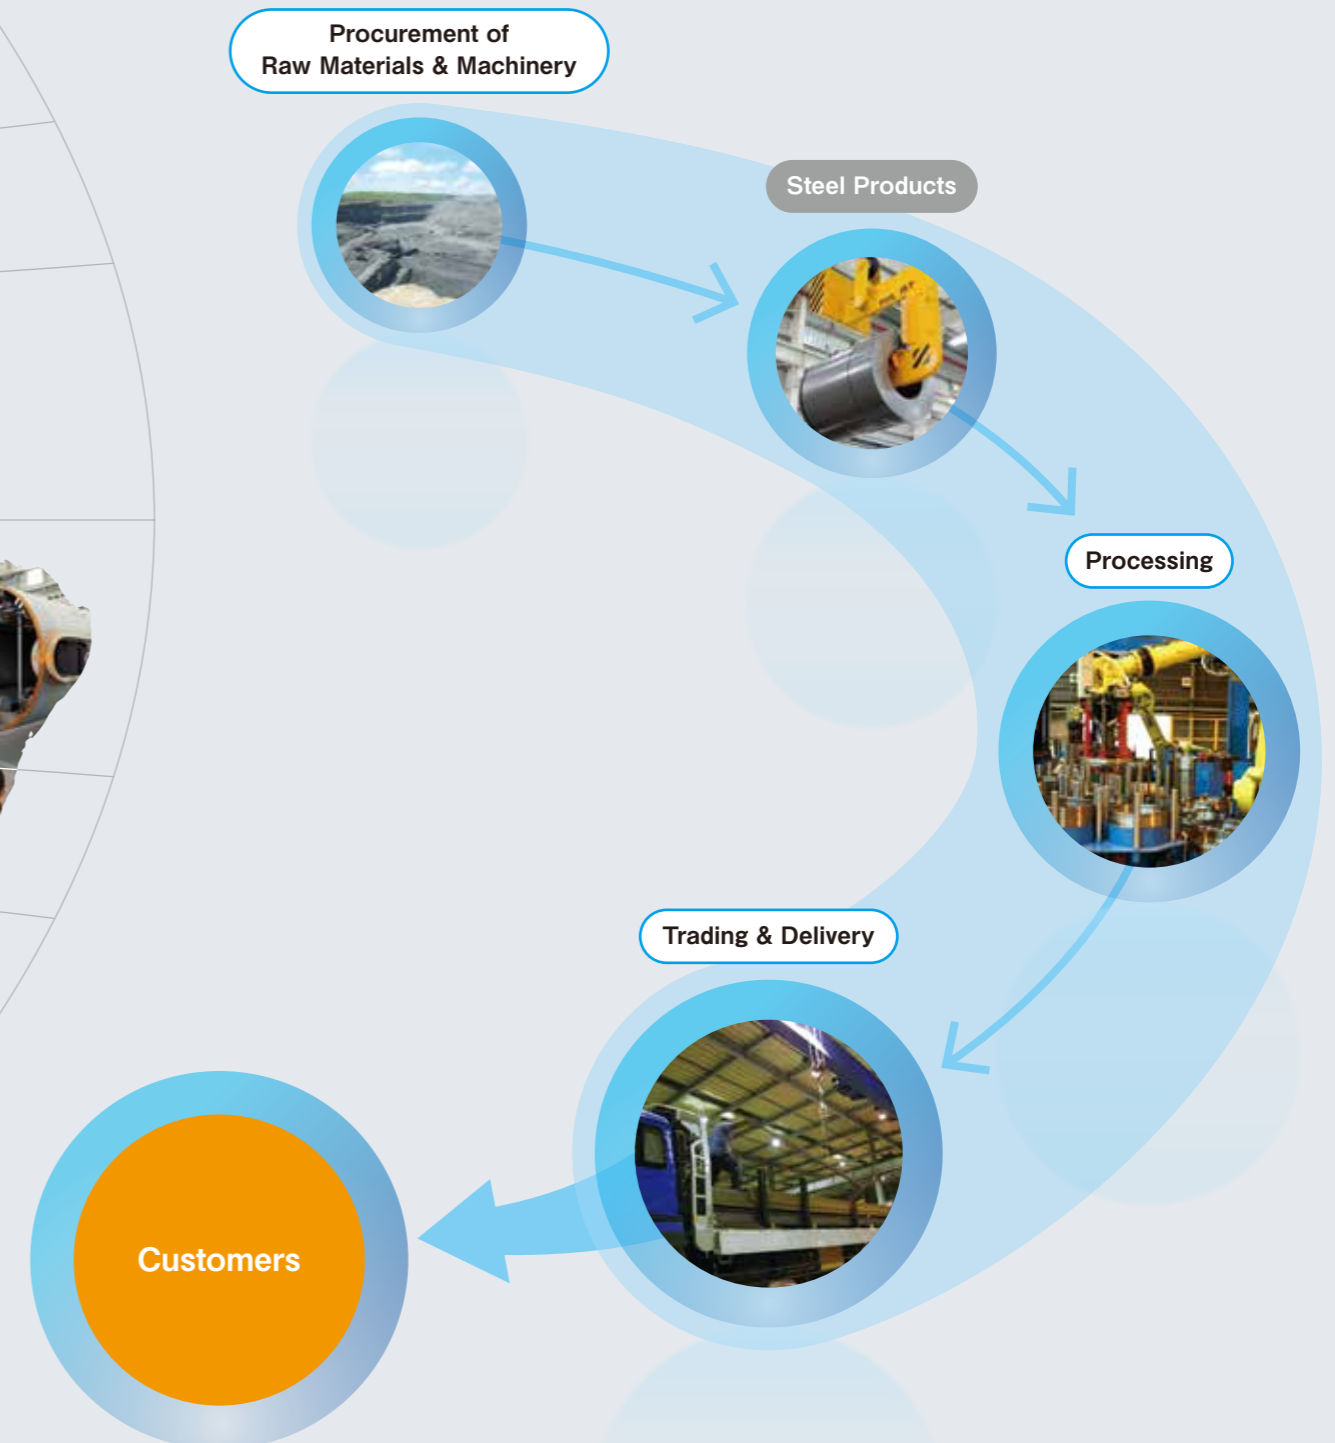 Procurement of
Raw Materials & Machinery
Steel Products
Processing
Trading & Delivery
Customers